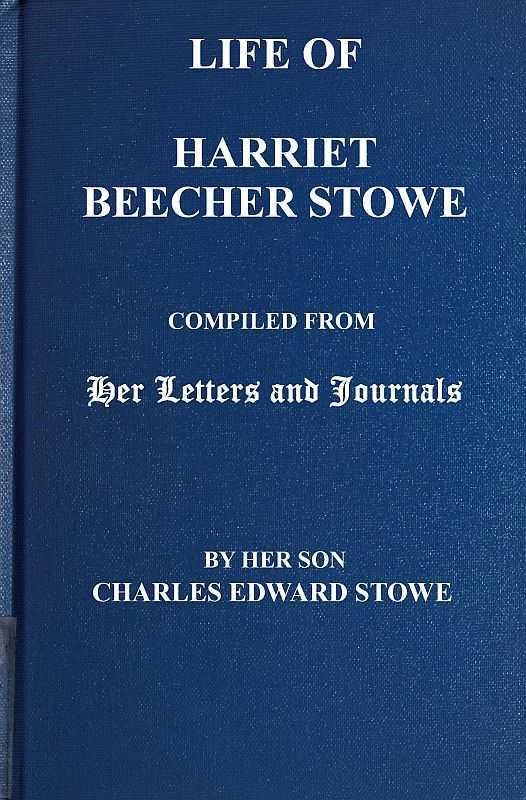 LIFE OF
HARRIET
BEECHER STOWE
COMPILED FROM
Her Letters and Journals
BY HER SON
CHARLES EDWARD STOWE